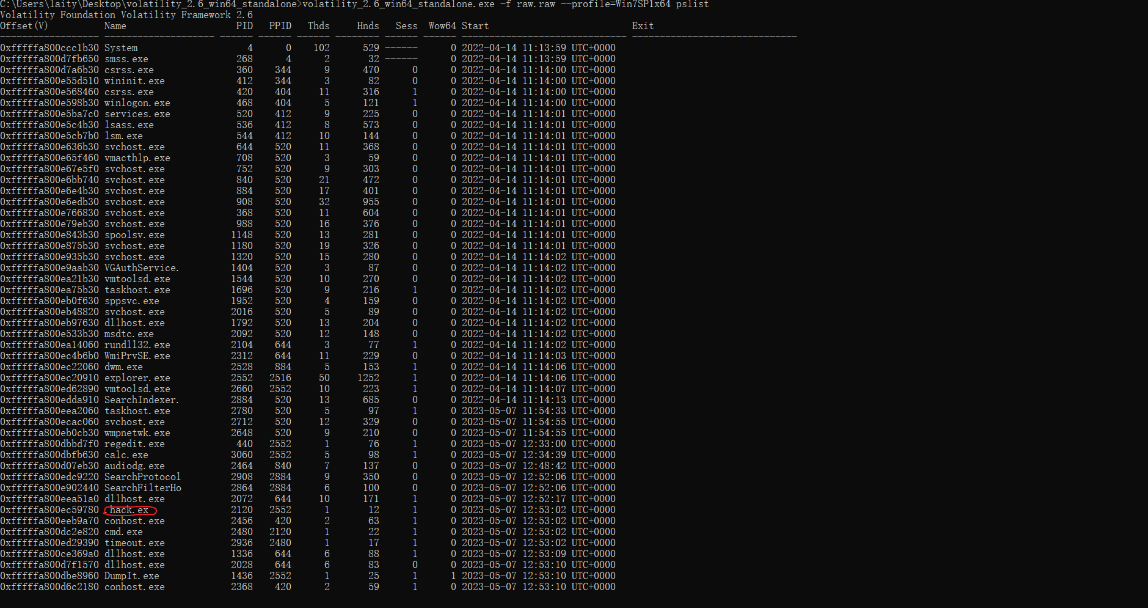 C:\Users\laity\Desktop\volatility_2.6_win64_standalone>volatility_2.6_win64_standalone.exe -f raw.raw --profile=Win7SP1x64 pslist
Volatility Foundation Volatility Framework 2.6
Offset(V) Name PID PPID Thds Hnds Sess Wow64 Start Exit
0xfffffa800ccc1b30 System 4 0 102 529 ------ 0 2022-04-14 11:13:59 UTC+0000
0xfffffa800d7fb650 smss.exe 268 4 2 32 ------ 0 2022-04-14 11:13:59 UTC+0000
0xfffffa800d7a6b30 csrss.exe 360 344 9 470 0 0 2022-04-14 11:14:00 UTC+0000
0xfffffa800e55d510 wininit.exe 412 344 3 82 0 0 2022-04-14 11:14:00 UTC+0000
0xfffffa800e568460 csrss.exe 420 404 11 316 1 0 2022-04-14 11:14:00 UTC+0000
0xfffffa800e598b30 winlogon.exe 468 404 5 121 1 0 2022-04-14 11:14:00 UTC+0000
0xfffffa800e5ba7c0 services.exe 520 412 9 225 0 0 2022-04-14 11:14:01 UTC+0000
0xfffffa800e5c4b30 lsass.exe 536 412 8 573 0 0 2022-04-14 11:14:01 UTC+0000
0xfffffa800e5cb7b0 lsm.exe 544 412 10 144 0 0 2022-04-14 11:14:01 UTC+0000
0xfffffa800e636b30 svchost.exe 644 520 11 368 0 0 2022-04-14 11:14:01 UTC+0000
0xfffffa800e65f460 vmacthlp.exe 708 520 3 59 0 0 2022-04-14 11:14:01 UTC+0000
0xfffffa800e67e5f0 svchost.exe 752 520 9 303 0 0 2022-04-14 11:14:01 UTC+0000
0xfffffa800e6bb740 svchost.exe 840 520 21 472 0 0 2022-04-14 11:14:01 UTC+0000
0xfffffa800e6e4b30 svchost.exe 884 520 17 401 0 0 2022-04-14 11:14:01 UTC+0000
0xfffffa800e6edb30 svchost.exe 908 520 32 955 0 0 2022-04-14 11:14:01 UTC+0000
0xfffffa800e766830 svchost.exe 368 520 11 604 0 0 2022-04-14 11:14:01 UTC+0000
0xfffffa800e79eb30 svchost.exe 988 520 16 376 0 0 2022-04-14 11:14:01 UTC+0000
0xfffffa800e843b30 spoolsv.exe 1148 520 13 281 0 0 2022-04-14 11:14:01 UTC+0000
0xfffffa800e875b30 svchost.exe 1180 520 19 326 0 0 2022-04-14 11:14:01 UTC+0000
0xfffffa800e935b30 svchost.exe 1320 520 15 280 0 0 2022-04-14 11:14:02 UTC+0000
0xfffffa800e9aab30 VGAuthService. 1404 520 3 87 0 0 2022-04-14 11:14:02 UTC+0000
0xfffffa800ea21b30 vmtoolsd.exe 1544 520 10 270 0 0 2022-04-14 11:14:02 UTC+0000
0xfffffa800ea75b30 taskhost.exe 1696 520 9 216 1 0 2022-04-14 11:14:02 UTC+0000
0xfffffa800eb0f630 sppsvc.exe 1952 520 4 159 0 0 2022-04-14 11:14:02 UTC+0000
0xfffffa800eb48820 svchost.exe 2016 520 5 89 0 0 2022-04-14 11:14:02 UTC+0000
0xfffffa800eb97630 dllhost.exe 1792 520 13 204 0 0 2022-04-14 11:14:02 UTC+0000
0xfffffa800e533b30 msdtc.exe 2092 520 12 148 0 0 2022-04-14 11:14:02 UTC+0000
0xfffffa800ea14060 rundll32.exe 2104 644 3 77 1 0 2022-04-14 11:14:02 UTC+0000
0xfffffa800ec4b6b0 WmiPrvSE.exe 2312 644 11 229 0 0 2022-04-14 11:14:03 UTC+0000
0xfffffa800ec22060 dwm.exe 2528 884 5 153 1 0 2022-04-14 11:14:06 UTC+0000
0xfffffa800ec20910 explorer.exe 2552 2516 50 1252 1 0 2022-04-14 11:14:06 UTC+0000
0xfffffa800ed62890 vmtoolsd.exe 2660 2552 10 223 1 0 2022-04-14 11:14:07 UTC+0000
0xfffffa800edda910 SearchIndexer. 2884 520 13 685 0 0 2022-04-14 11:14:13 UTC+0000
0xfffffa800eea2060 taskhost.exe 2780 520 5 97 1 0 2023-05-07 11:54:33 UTC+0000
0xfffffa800ecac060 svchost.exe 2712 520 12 329 0 0 2023-05-07 11:54:55 UTC+0000
0xfffffa800eb0cb30 wmpnetwk.exe 2648 520 9 210 0 0 2023-05-07 11:54:55 UTC+0000
0xfffffa800dbbd7f0 regedit.exe 440 2552 1 76 1 0 2023-05-07 12:33:00 UTC+0000
0xfffffa800dbfb630 calc.exe 3060 2552 5 98 1 0 2023-05-07 12:34:39 UTC+0000
0xfffffa800d07eb30 audiodg.exe 2464 840 7 137 0 0 2023-05-07 12:48:42 UTC+0000
0xfffffa800edc9220 SearchProtocol 2908 2884 9 350 0 0 2023-05-07 12:52:06 UTC+0000
0xfffffa800e902440 SearchFilterHo 2864 2884 6 100 0 0 2023-05-07 12:52:06 UTC+0000
0xfffffa800eea51a0 dllhost.exe 2072 644 10 171 1 0 2023-05-07 12:52:17 UTC+0000
0xfffffa800ec59780 hack.ex 2120 2552 1 12 1 0 2023-05-07 12:53:02 UTC+0000
0xfffffa800eeb9a70 conhost.exe 2456 420 2 63 1 0 2023-05-07 12:53:02 UTC+0000
0xfffffa800dc2e820 cmd.exe 2480 2120 1 22 1 0 2023-05-07 12:53:02 UTC+0000
0xfffffa800ed29390 timeout.exe 2936 2480 1 17 1 0 2023-05-07 12:53:02 UTC+0000
0xfffffa800ce369a0 dllhost.exe 1336 644 6 88 1 0 2023-05-07 12:53:09 UTC+0000
0xfffffa800d7f1570 dllhost.exe 2028 644 6 83 0 0 2023-05-07 12:53:10 UTC+0000
0xfffffa800dbe8960 DumpIt.exe 1436 2552 1 25 1 1 2023-05-07 12:53:10 UTC+0000
0xfffffa800d6c2180 conhost.exe 2368 420 2 59 1 0 2023-05-07 12:53:10 UTC+0000